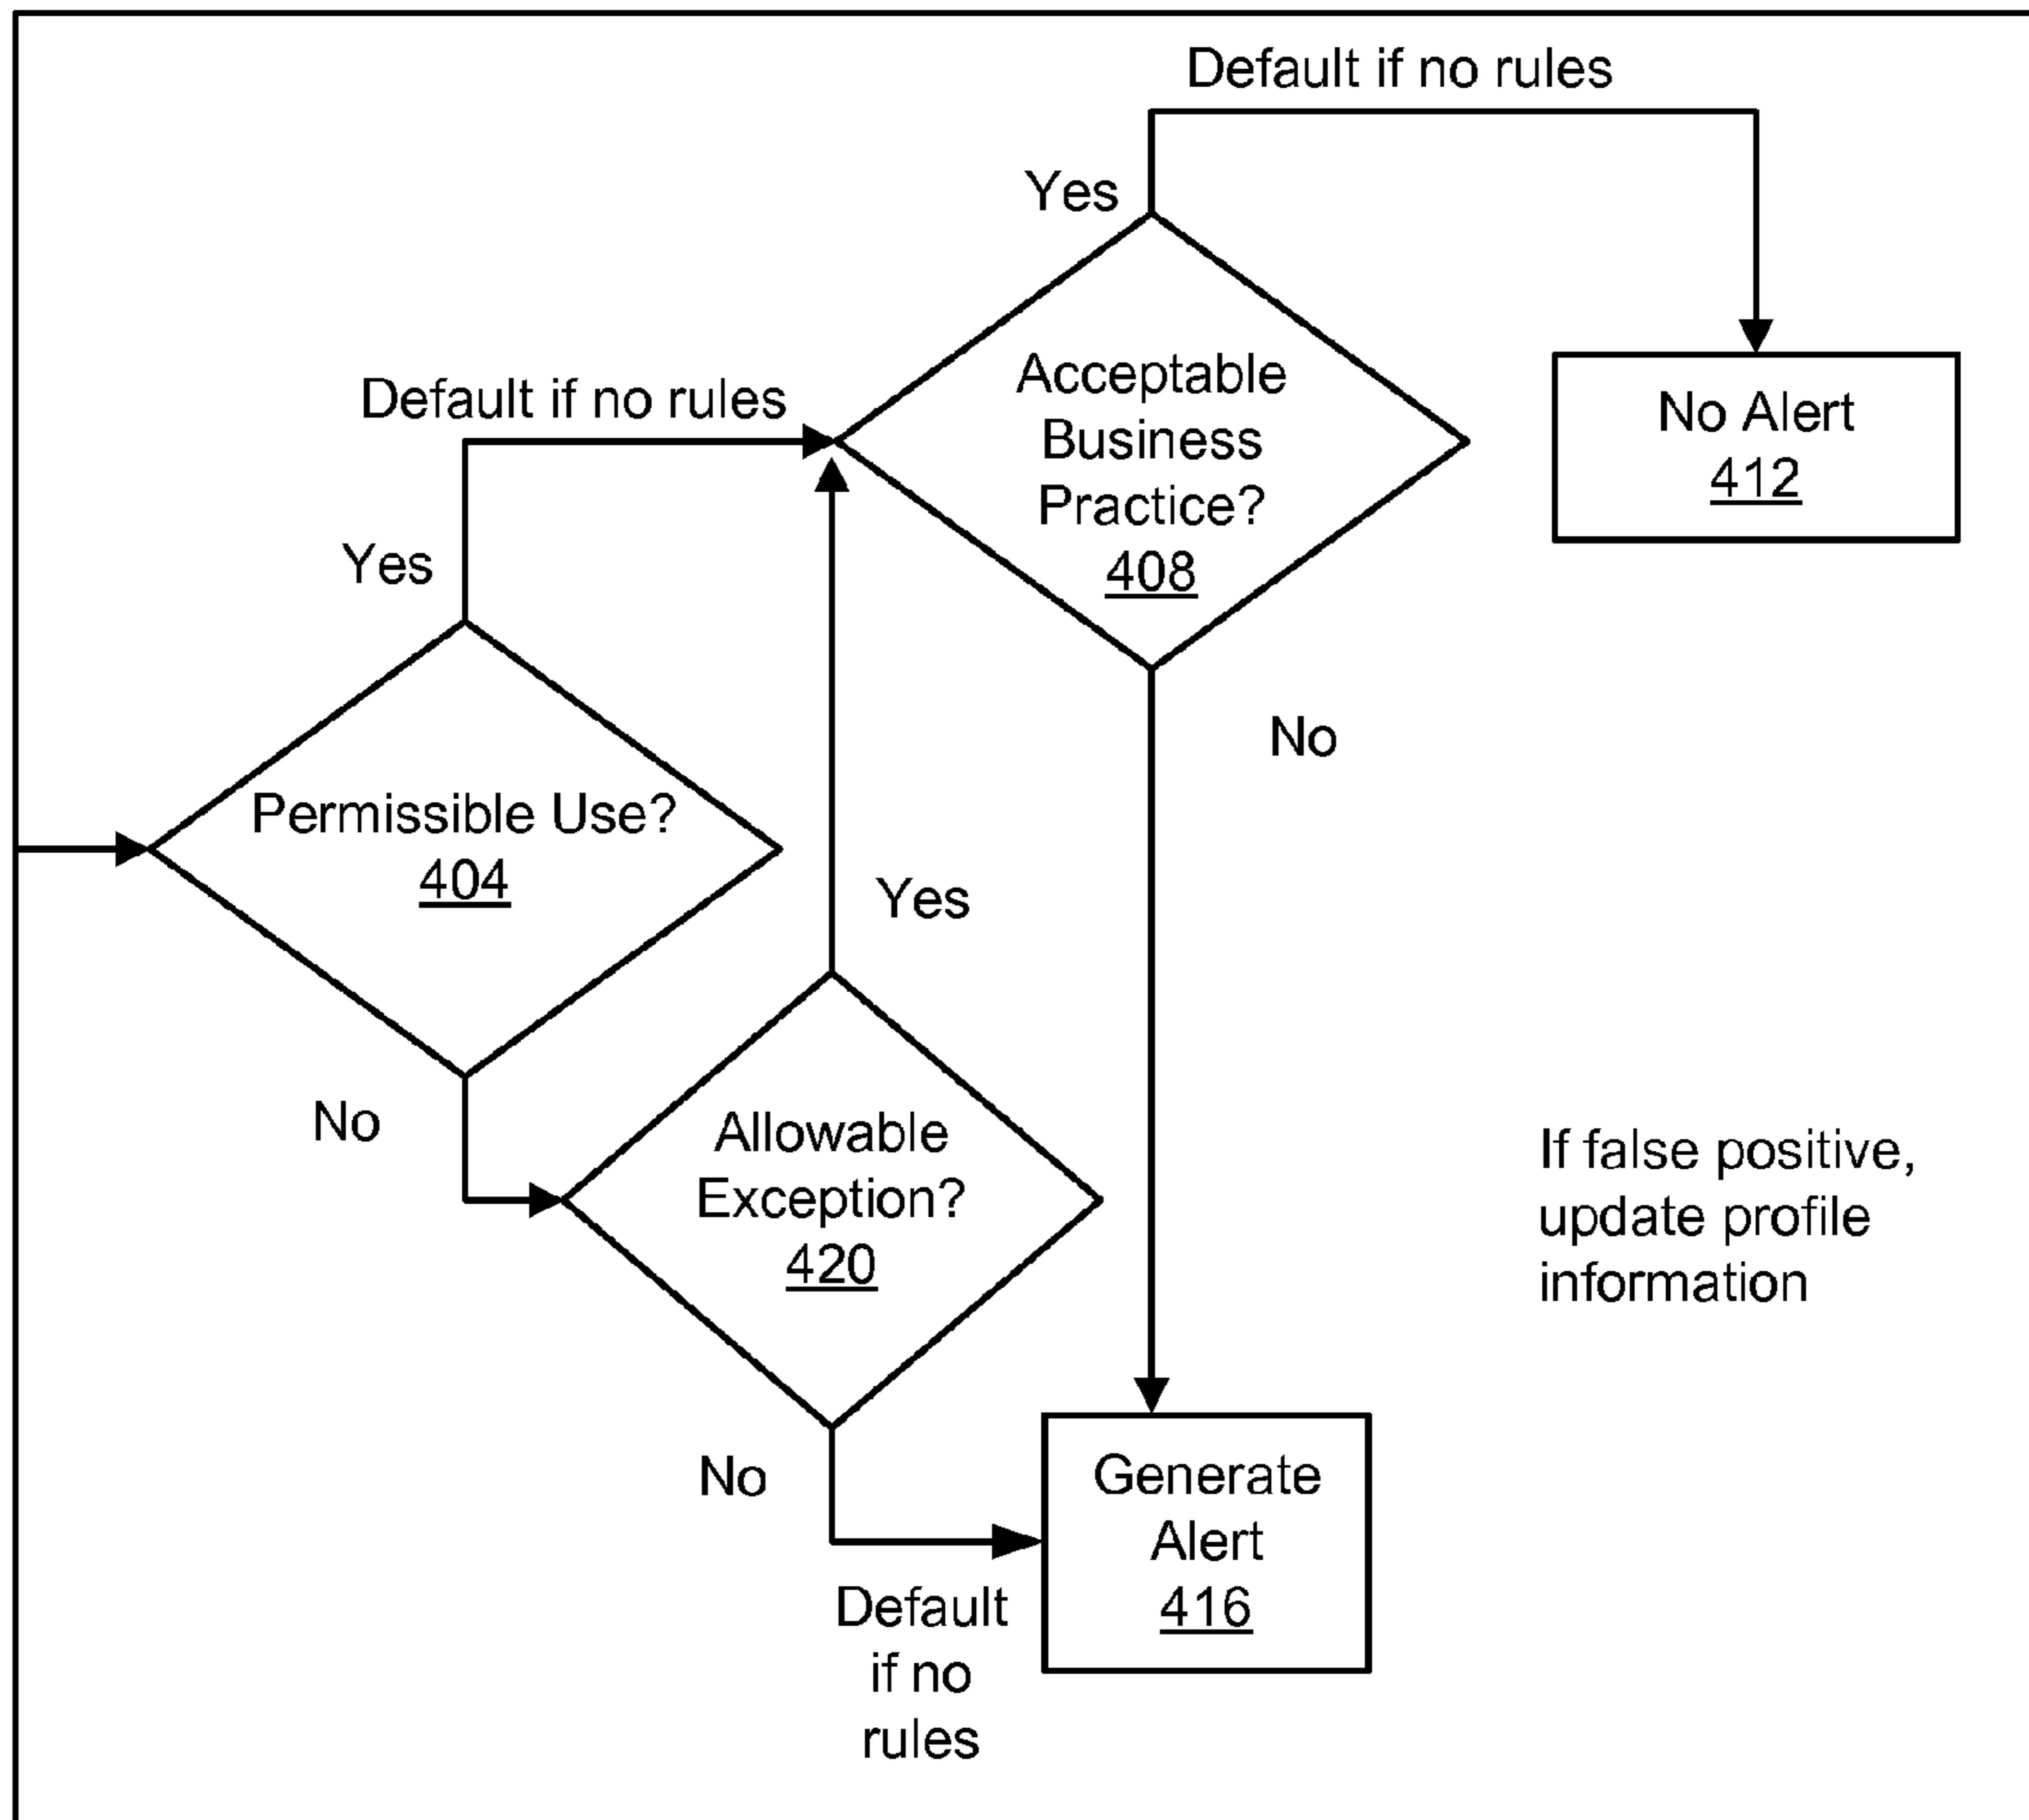 Default if no rules
Yes
Acceptable
Business
Practice?
408
No Alert
412
Default if no rules
Yes
No
Permissible Use?
404
Yes
No
Allowable
Exception?
420
If false positive,
update profile
information
No
Generate
Alert
416
Default
if no
rules